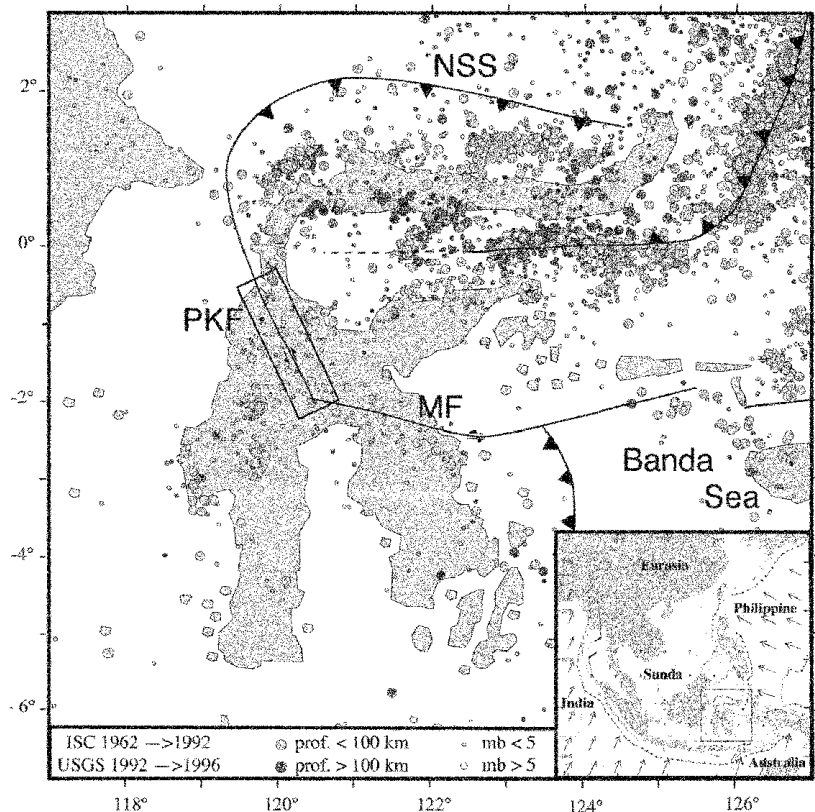 NSS
2°
0°
PKF
-2°
MF
Banda
Sea
-4°
-6°
Eurasia
Philippine
Sunda
India
Australia
ISC 1962 —>1992
prof. < 100 km
mb < 5
USGS 1992 —>1996
prof. > 100 km
mb > 5
118°
120°
122°
124°
126°